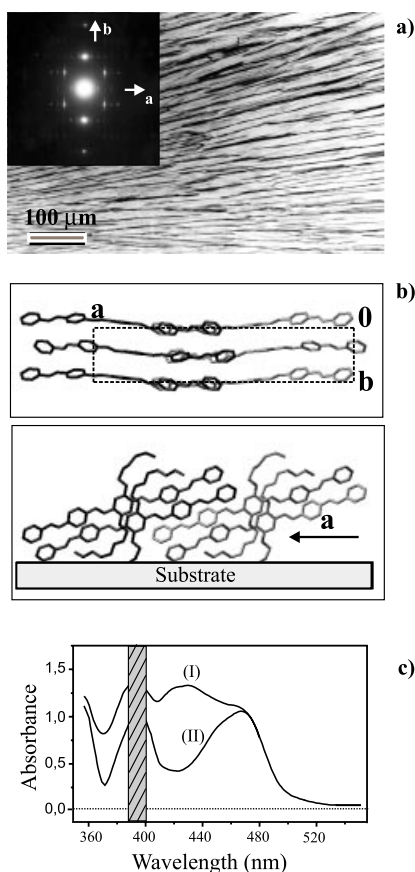 a)
b
a
100 μm
b)
a
0
b
a
Substrate
c)
Absorbance
1,5
1,0
0,5
0,0
(I)
(II)
360 400 440 480 520
Wavelength (nm)